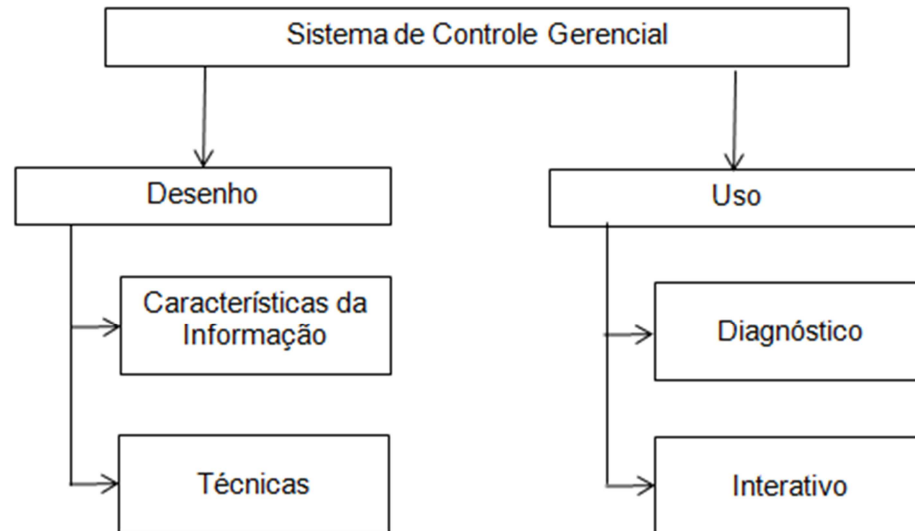 Sistema de Controle Gerencial
Desenho
Uso
Características da
Informação
Diagnóstico
Técnicas
Interativo